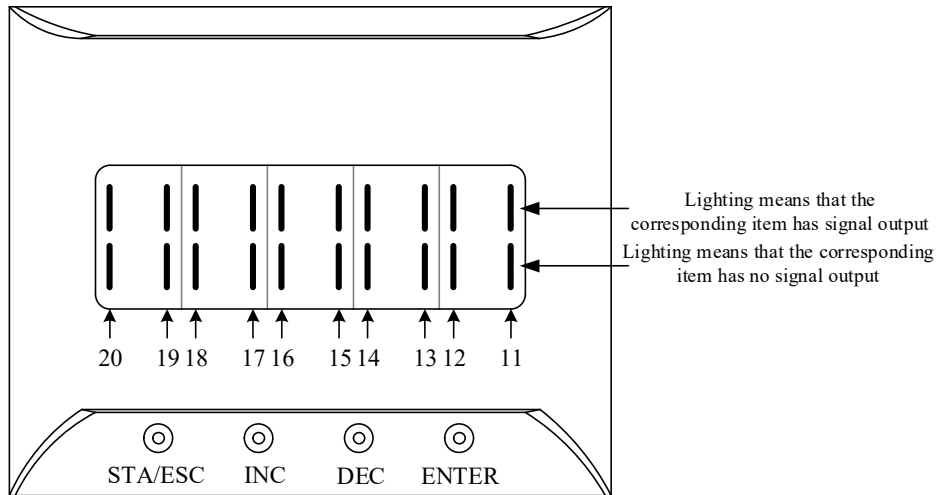 Lighting means that the
corresponding item has signal output
Lighting means that the corresponding
item has no signal output
20 19 18 17 16 15 14 13 12 11
STA/ESC INC DEC ENTER